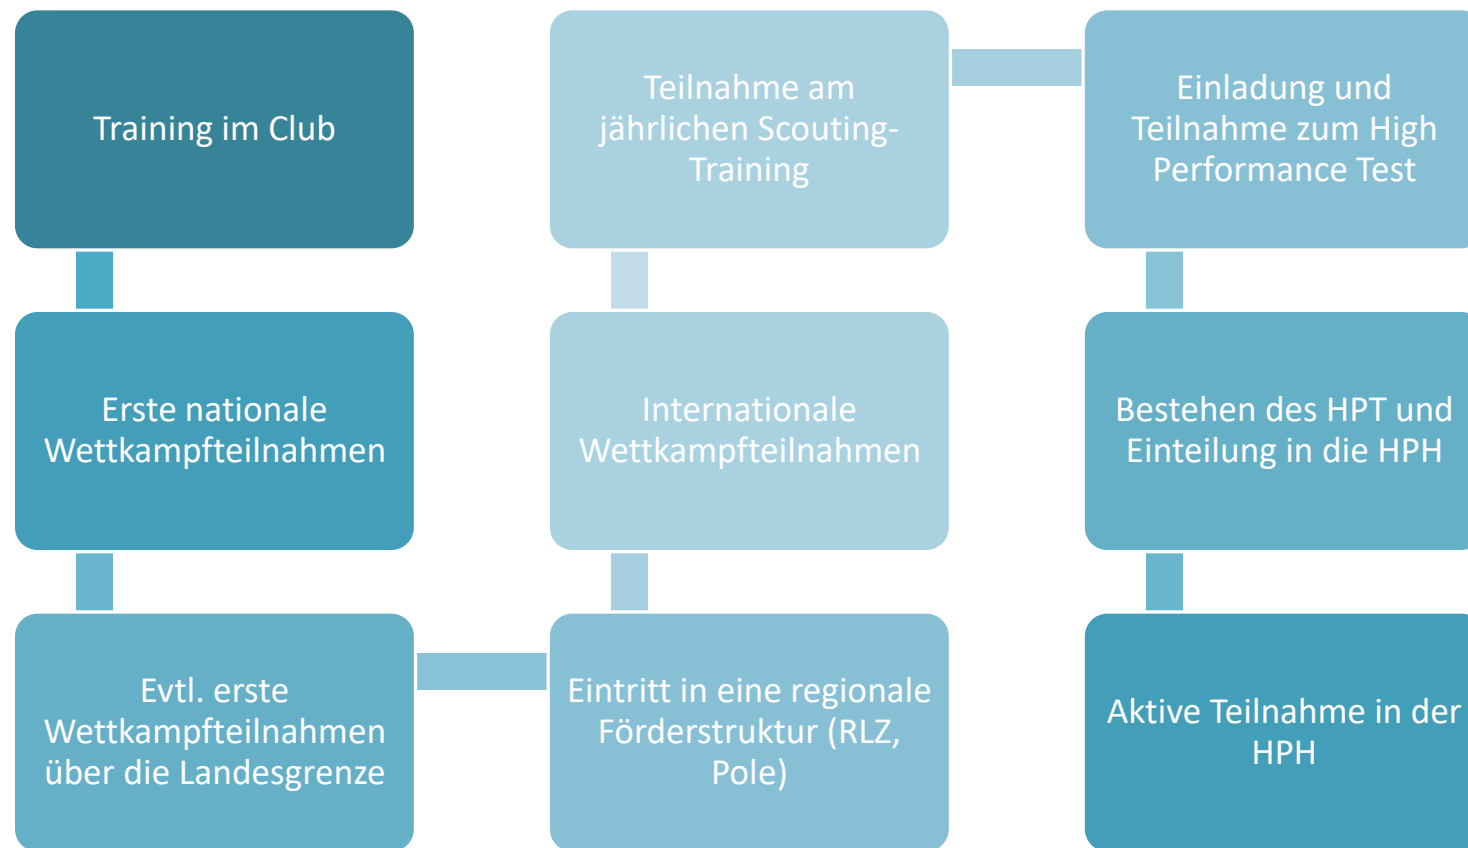 Training im Club
Erste nationale
Wettkampfteilnahmen
Evtl. erste
Wettkampfteilnahmen
über die Landesgrenze
Eintritt in eine regionale
Förderstruktur (RLZ,
Pole)
Internationale
Wettkampfteilnahmen
Teilnahme am
jährlichen Scouting-
Training
Einladung und
Teilnahme zum High
Performance Test
Bestehen des HPT und
Einteilung in die HPH
Aktive Teilnahme in der
HPH